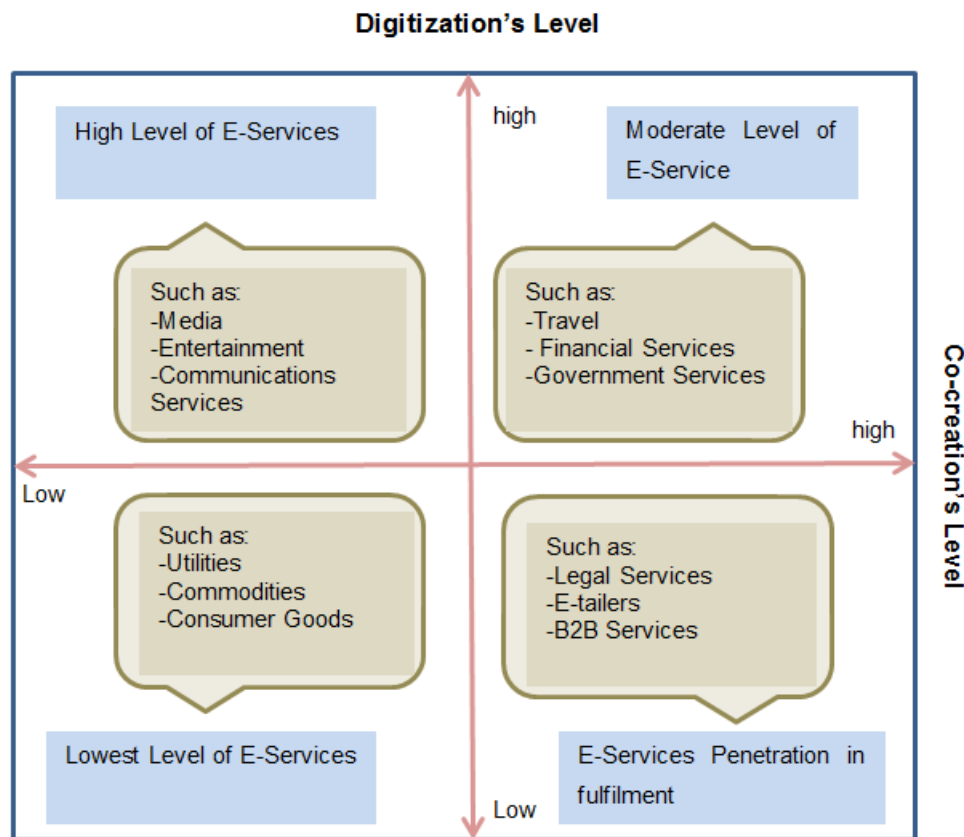 Digitization’s Level
high
High Level of E-Services
Moderate Level of
E-Service
Such as:
-Media
-Entertainment
-Communications
Services
Such as:
-Travel
- Financial Services
-Government Services
high
Low
Co-creation’s Level
Such as:
-Utilities
-Commodities
-Consumer Goods
Such as:
-Legal Services
-E-tailers
-B2B Services
Lowest Level of E-Services
E-Services Penetration in
fulfilment
Low